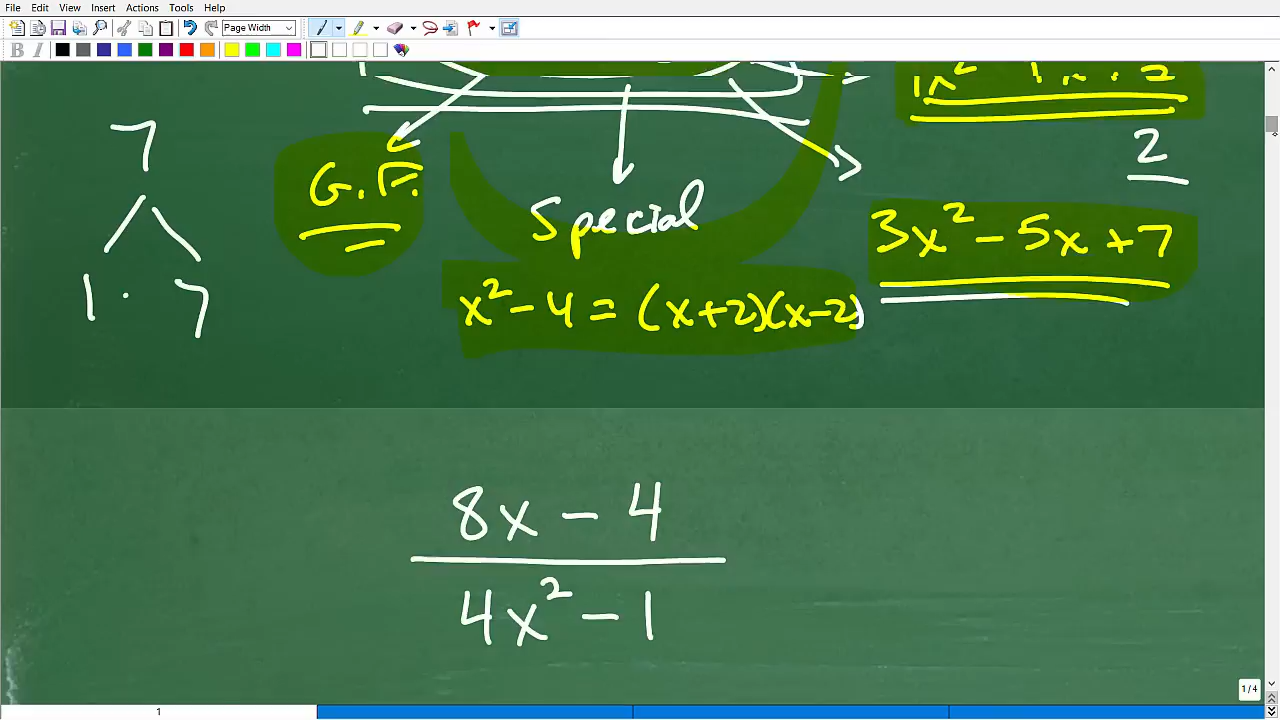 File Edit View Insert Actions Tools Help
Page Width
B I
7
1 · 7
G.F.
Special
2
3x² - 5x + 7
x² - 4 = (x+2)(x-2)
8x - 4
4x² - 1
1/4
1